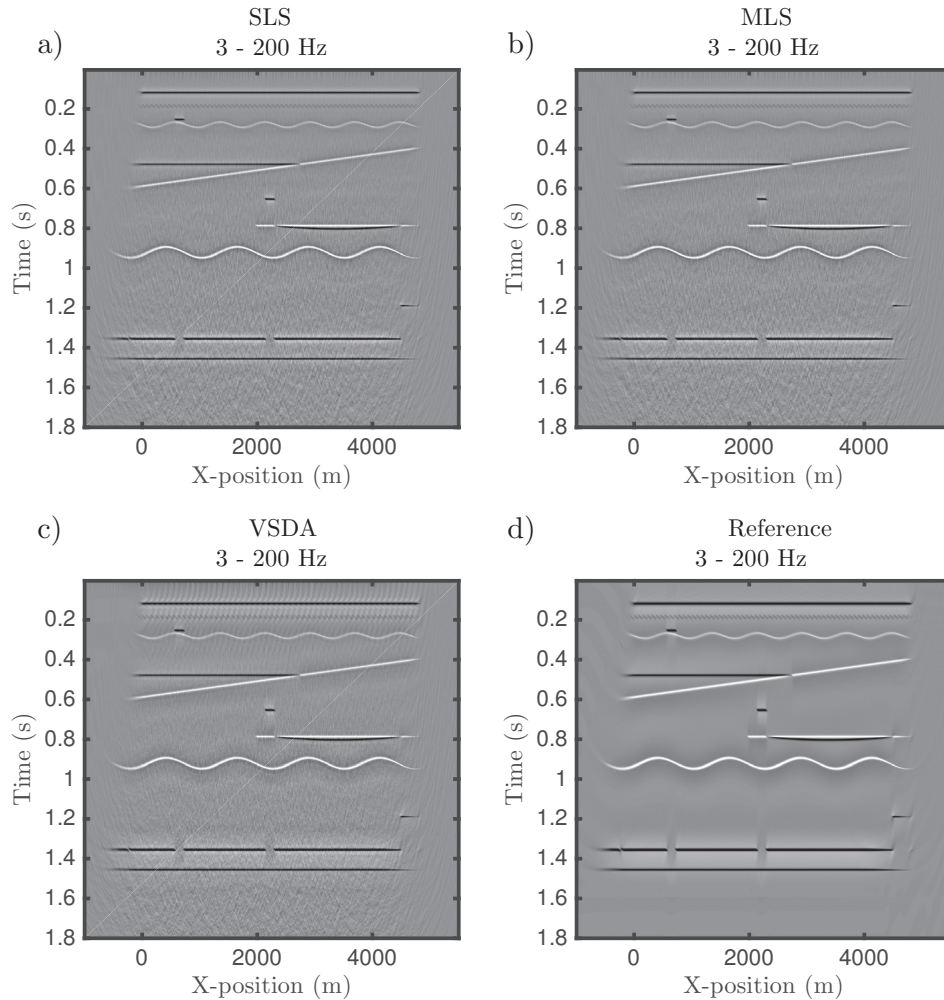 a)
SLS
3 - 200 Hz
Time (s)
0.2
0.4
0.6
0.8
1
1.2
1.4
1.6
1.8
0 2000 4000
X-position (m)
b)
MLS
3 - 200 Hz
Time (s)
0.2
0.4
0.6
0.8
1
1.2
1.4
1.6
1.8
0 2000 4000
X-position (m)
c)
VSDA
3 - 200 Hz
Time (s)
0.2
0.4
0.6
0.8
1
1.2
1.4
1.6
1.8
0 2000 4000
X-position (m)
d)
Reference
3 - 200 Hz
Time (s)
0.2
0.4
0.6
0.8
1
1.2
1.4
1.6
1.8
0 2000 4000
X-position (m)